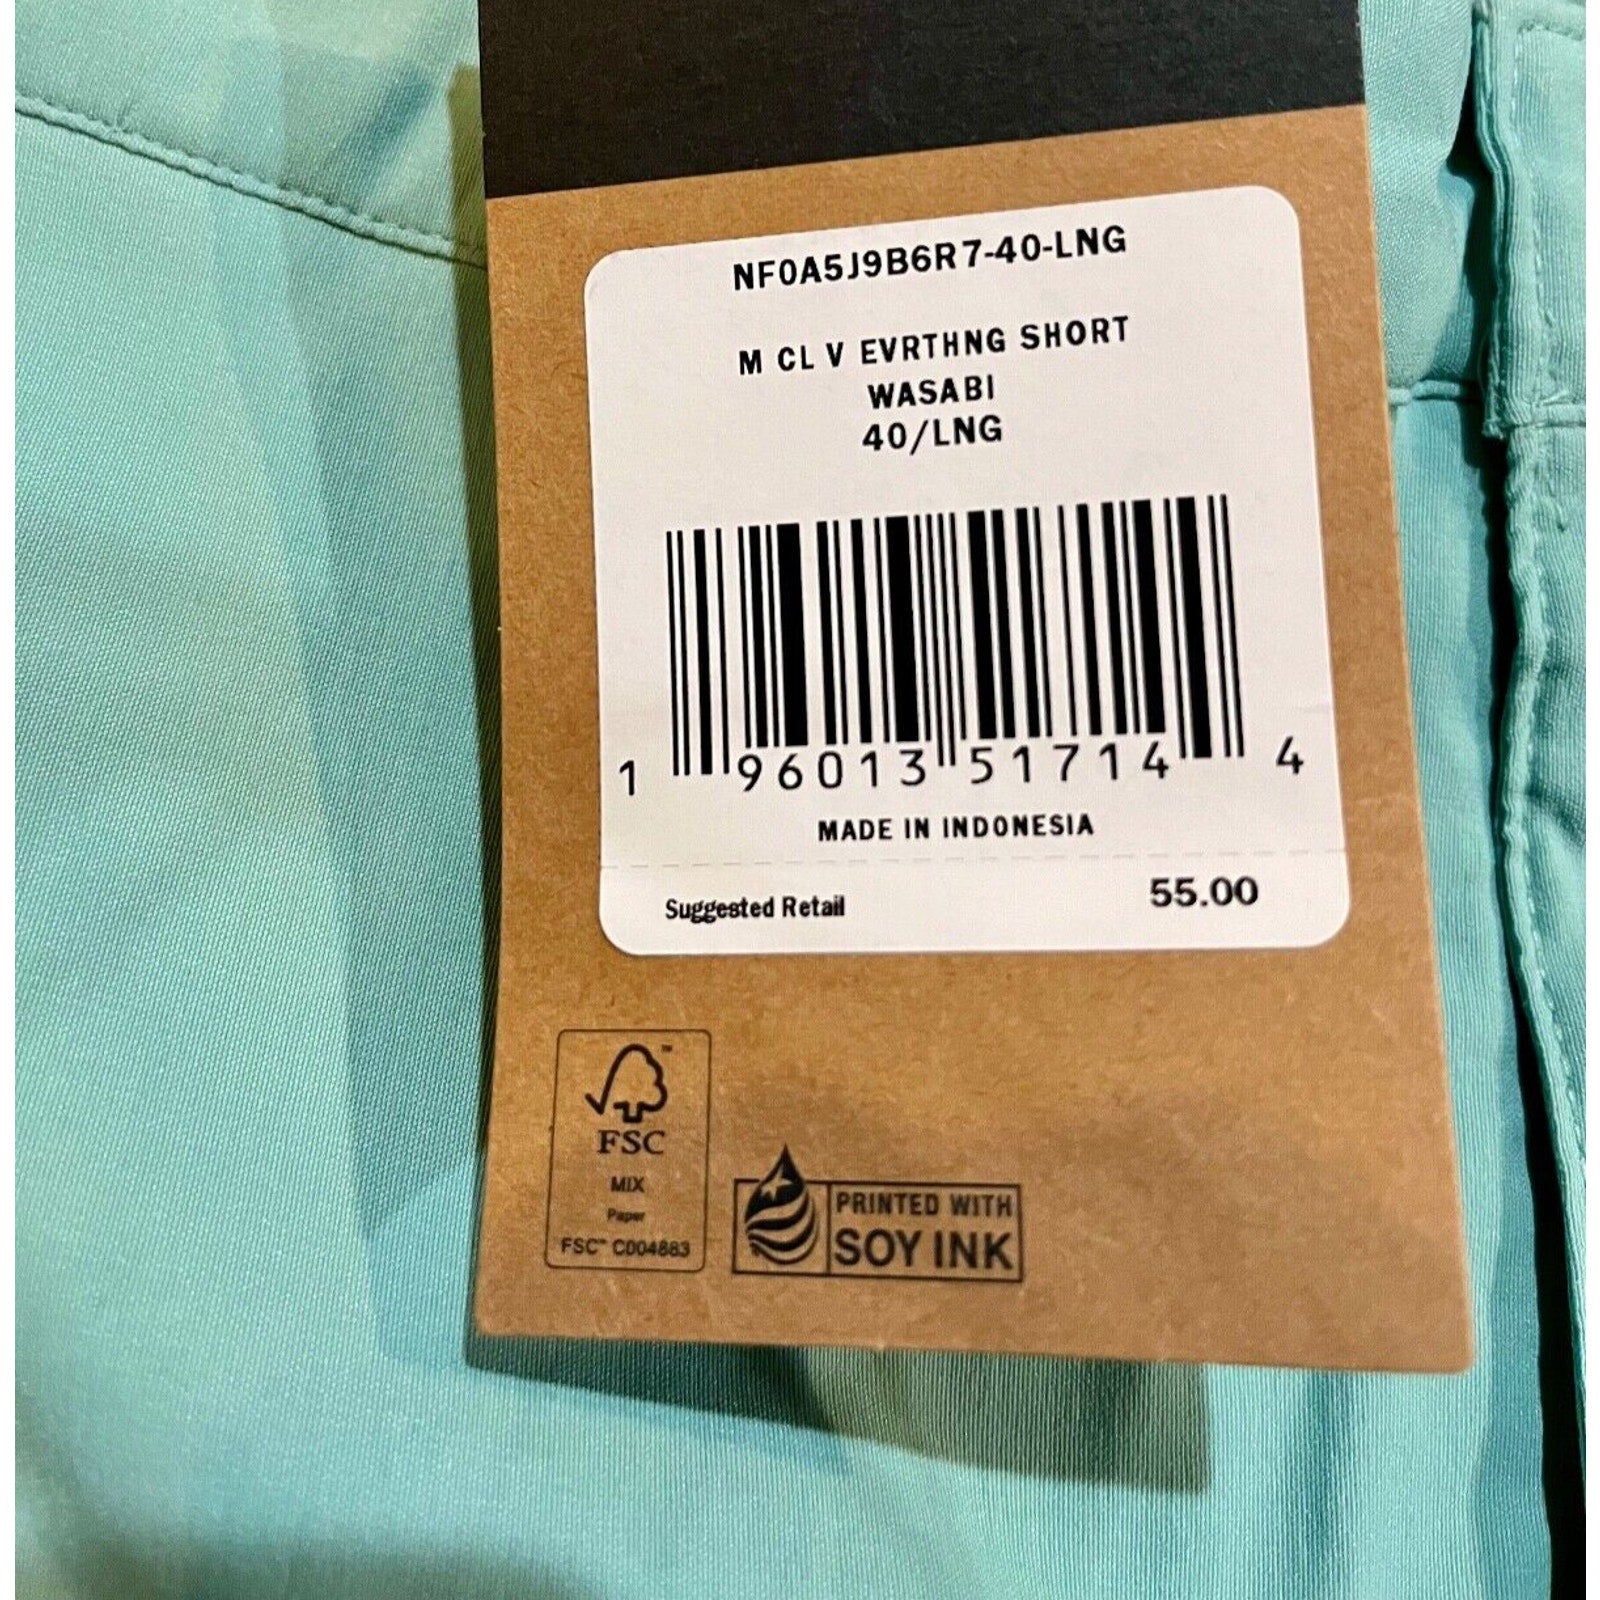 NF0A5J9B6R7-40-LNG
M CL V EVRTHNG SHORT
WASABI
40/LNG
1 96013 51714 4
MADE IN INDONESIA
Suggested Retail 55.00
FSC
MIX
Paper
FSC™ C004883
PRINTED WITH
SOY INK